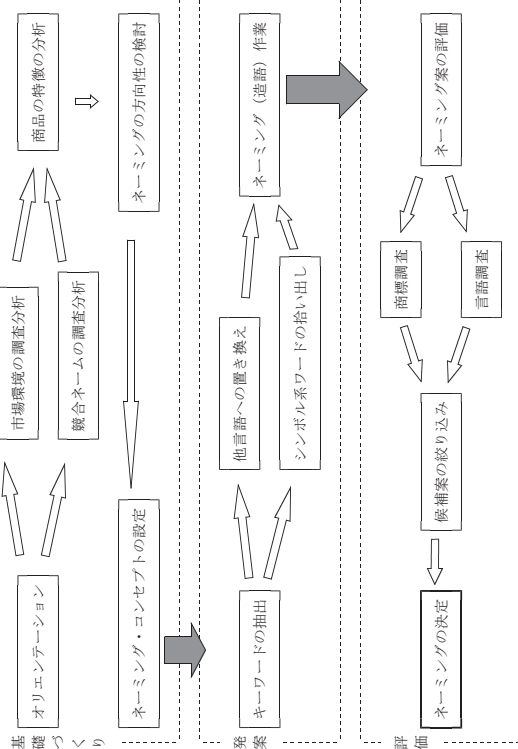 基礎づくり
オリエンテーション
市場環境の調査分析
競合ネームの調査分析
商品の特徴の分析
ネーミングの方向性の検討
ネーミング・コンセプトの設定
発案
キーワードの抽出
他言語への置き換え
シンボル系ワードの拾い出し
ネーミング（造語）作業
評価
ネーミング案の評価
商標調査
言語調査
候補案の絞り込み
ネーミングの決定